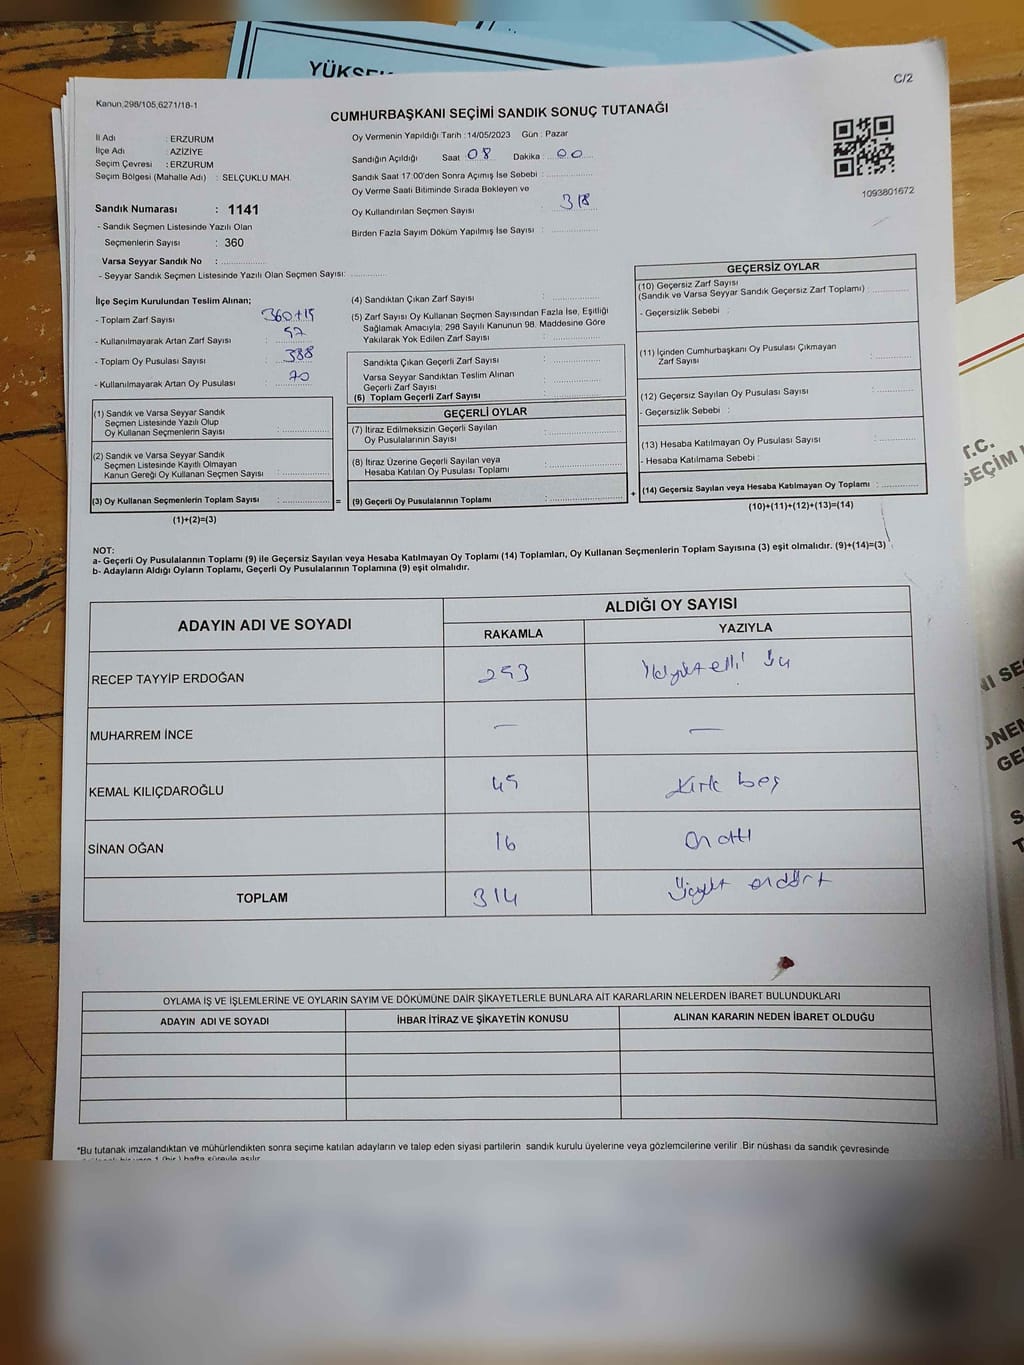 C/2
Kanun,298/105,6271/18-1
CUMHURBAŞKANI SEÇİMİ SANDIK SONUÇ TUTANAĞI
İl Adı : ERZURUM
İlçe Adı : AZİZİYE
Seçim Çevresi : ERZURUM
Seçim Bölgesi (Mahalle Adı) : SELÇUKLU MAH.
Sandık Numarası : 1141
- Sandık Seçmen Listesinde Yazılı Olan
Seçmenlerin Sayısı : 360
Varsa Seyyar Sandık No :
- Seyyar Sandık Seçmen Listesinde Yazılı Olan Seçmen Sayısı:
Oy Vermenin Yapıldığı Tarih :14/05/2023 Gün : Pazar
Sandığın Açıldığı Saat 08 Dakika : 00
Sandık Saat 17:00'den Sonra Açımış İse Sebebi :
Oy Verme Saati Bitiminde Sırada Bekleyen ve
Oy Kullandırılan Seçmen Sayısı : 318
Birden Fazla Sayım Döküm Yapılmış İse Sayısı :
1093801672
İlçe Seçim Kurulundan Teslim Alınan;
- Toplam Zarf Sayısı : 360+15
- Kullanılmayarak Artan Zarf Sayısı : 57
- Toplam Oy Pusulası Sayısı : 388
- Kullanılmayarak Artan Oy Pusulası : 70
(1) Sandık ve Varsa Seyyar Sandık
Seçmen Listesinde Yazılı Olup
Oy Kullanan Seçmenlerin Sayısı :
(2) Sandık ve Varsa Seyyar Sandık
Seçmen Listesinde Kayıtlı Olmayan
Kanun Gereği Oy Kullanan Seçmen Sayısı :
(3) Oy Kullanan Seçmenlerin Toplam Sayısı : =
(1)+(2)=(3)
(4) Sandıktan Çıkan Zarf Sayısı :
(5) Zarf Sayısı Oy Kullanan Seçmen Sayısından Fazla İse, Eşitliği
Sağlamak Amacıyla; 298 Sayılı Kanunun 98. Maddesine Göre
Yakılarak Yok Edilen Zarf Sayısı :
Sandıkta Çıkan Geçerli Zarf Sayısı :
Varsa Seyyar Sandıktan Teslim Alınan
Geçerli Zarf Sayısı :
(6) Toplam Geçerli Zarf Sayısı :
GEÇERLİ OYLAR
(7) İtiraz Edilmeksizin Geçerli Sayılan
Oy Pusulalarının Sayısı :
(8) İtiraz Üzerine Geçerli Sayılan veya
Hesaba Katılan Oy Pusulası Toplamı :
(9) Geçerli Oy Pusulalarının Toplamı : +
GEÇERSİZ OYLAR
(10) Geçersiz Zarf Sayısı
(Sandık ve Varsa Seyyar Sandık Geçersiz Zarf Toplamı) :
- Geçersizlik Sebebi :
(11) İçinden Cumhurbaşkanı Oy Pusulası Çıkmayan
Zarf Sayısı :
(12) Geçersiz Sayılan Oy Pusulası Sayısı :
- Geçersizlik Sebebi :
(13) Hesaba Katılmayan Oy Pusulası Sayısı :
- Hesaba Katılmama Sebebi :
(14) Geçersiz Sayılan veya Hesaba Katılmayan Oy Toplamı :
(10)+(11)+(12)+(13)=(14)
NOT:
a- Geçerli Oy Pusulalarının Toplamı (9) ile Geçersiz Sayılan veya Hesaba Katılmayan Oy Toplamı (14) Toplamları, Oy Kullanan Seçmenlerin Toplam Sayısına (3) eşit olmalıdır. (9)+(14)=(3)
b- Adayların Aldığı Oyların Toplamı, Geçerli Oy Pusulalarının Toplamına (9) eşit olmalıdır.
ADAYIN ADI VE SOYADI ALDIĞI OY SAYISI
RAKAMLA YAZIYLA
RECEP TAYYİP ERDOĞAN 253 İkiyüzelli üç
MUHARREM İNCE — —
KEMAL KILIÇDAROĞLU 45 Kırk beş
SİNAN OĞAN 16 On altı
TOPLAM 314 Üçyüz ondört
OYLAMA İŞ VE İŞLEMLERİNE VE OYLARIN SAYIM VE DÖKÜMÜNE DAİR ŞİKAYETLERLE BUNLARA AİT KARARLARIN NELERDEN İBARET BULUNDUKLARI
ADAYIN ADI VE SOYADI İHBAR İTİRAZ VE ŞİKAYETİN KONUSU ALINAN KARARIN NEDEN İBARET OLDUĞU
*Bu tutanak imzalandıktan ve mühürlendikten sonra seçime katılan adayların ve talep eden siyasi partilerin sandık kurulu üyelerine veya gözlemcilerine verilir .Bir nüshası da sandık çevresinde